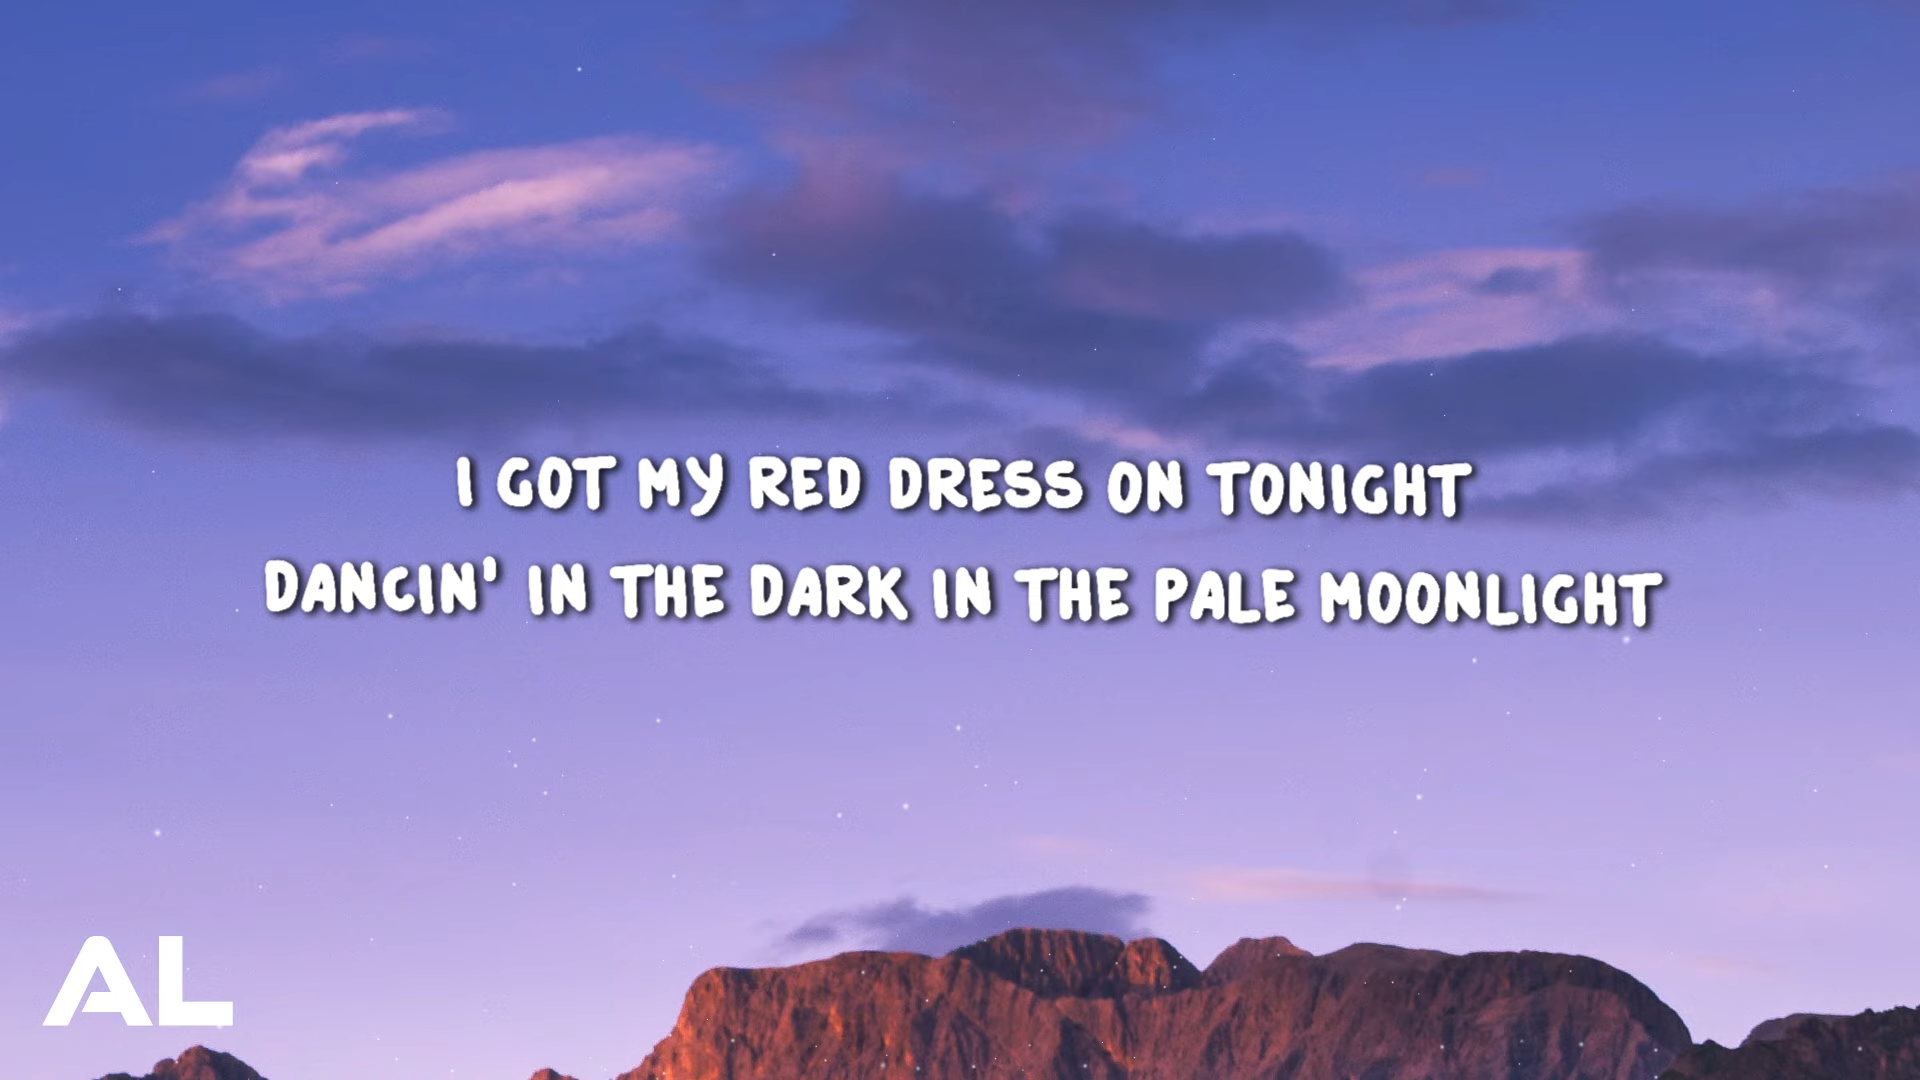 I GOT MY RED DRESS ON TONIGHT
DANCIN' IN THE DARK IN THE PALE MOONLIGHT
AL